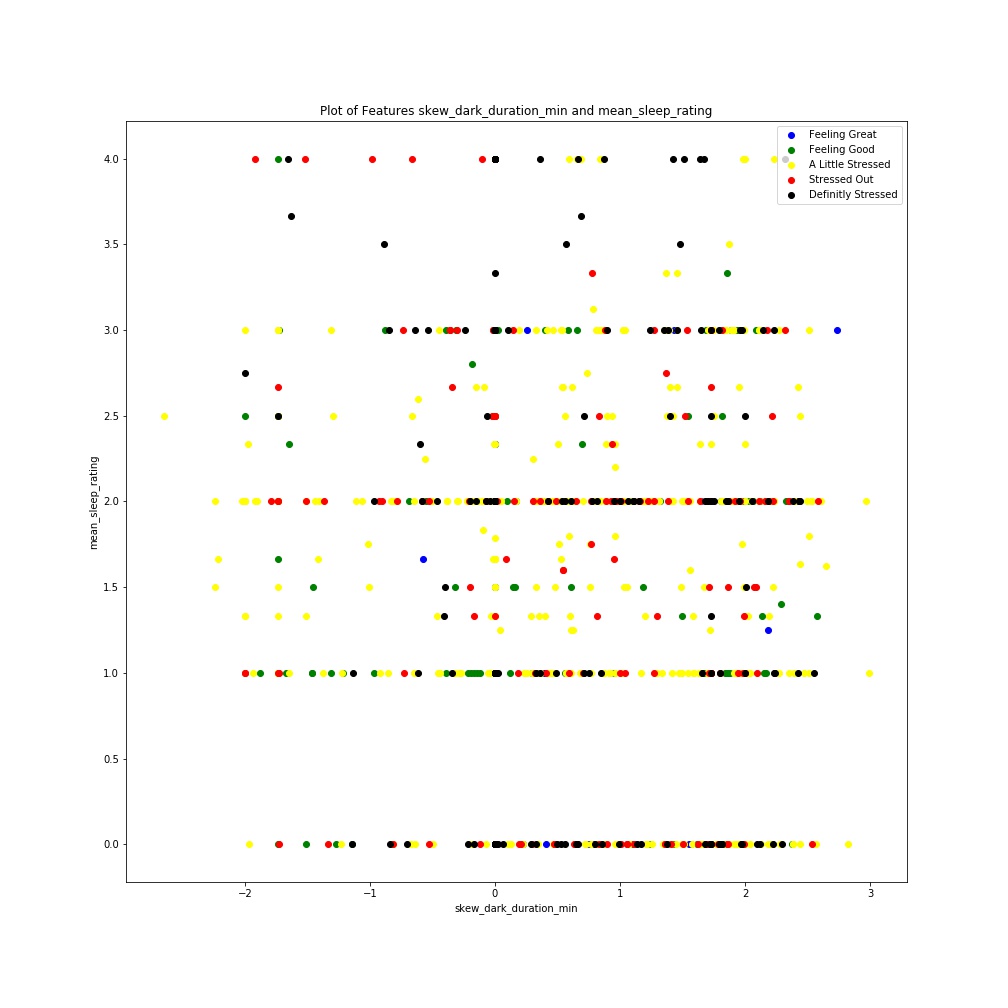 Plot of Features skew_dark_duration_min and mean_sleep_rating
Feeling Great
Feeling Good
A Little Stressed
Stressed Out
Definitly Stressed
4.0
3.5
3.0
2.5
2.0
1.5
1.0
0.5
0.0
mean_sleep_rating
−2
−1
0
1
2
3
skew_dark_duration_min